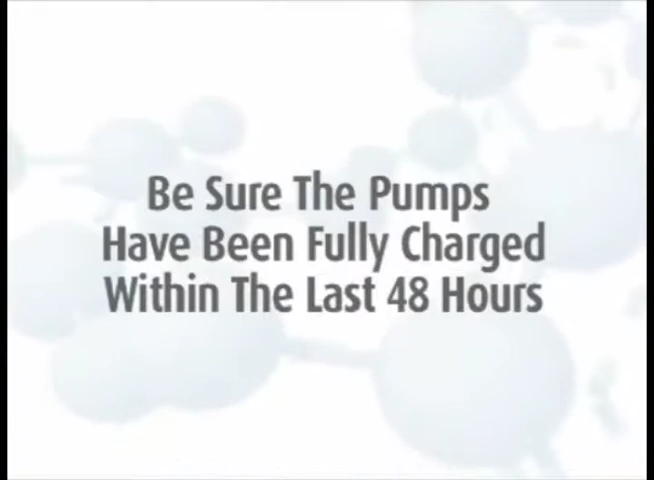 Be Sure The Pumps
Have Been Fully Charged
Within The Last 48 Hours